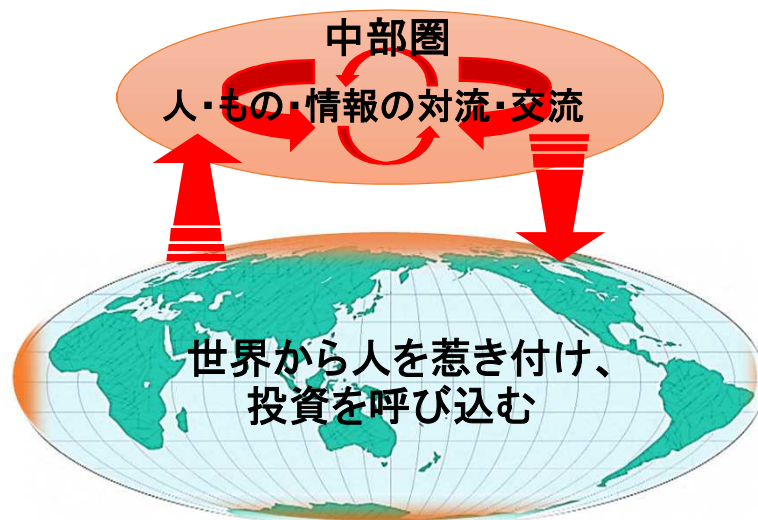 中部圏
人・もの・情報の対流・交流
世界から人を惹き付け、
投資を呼び込む